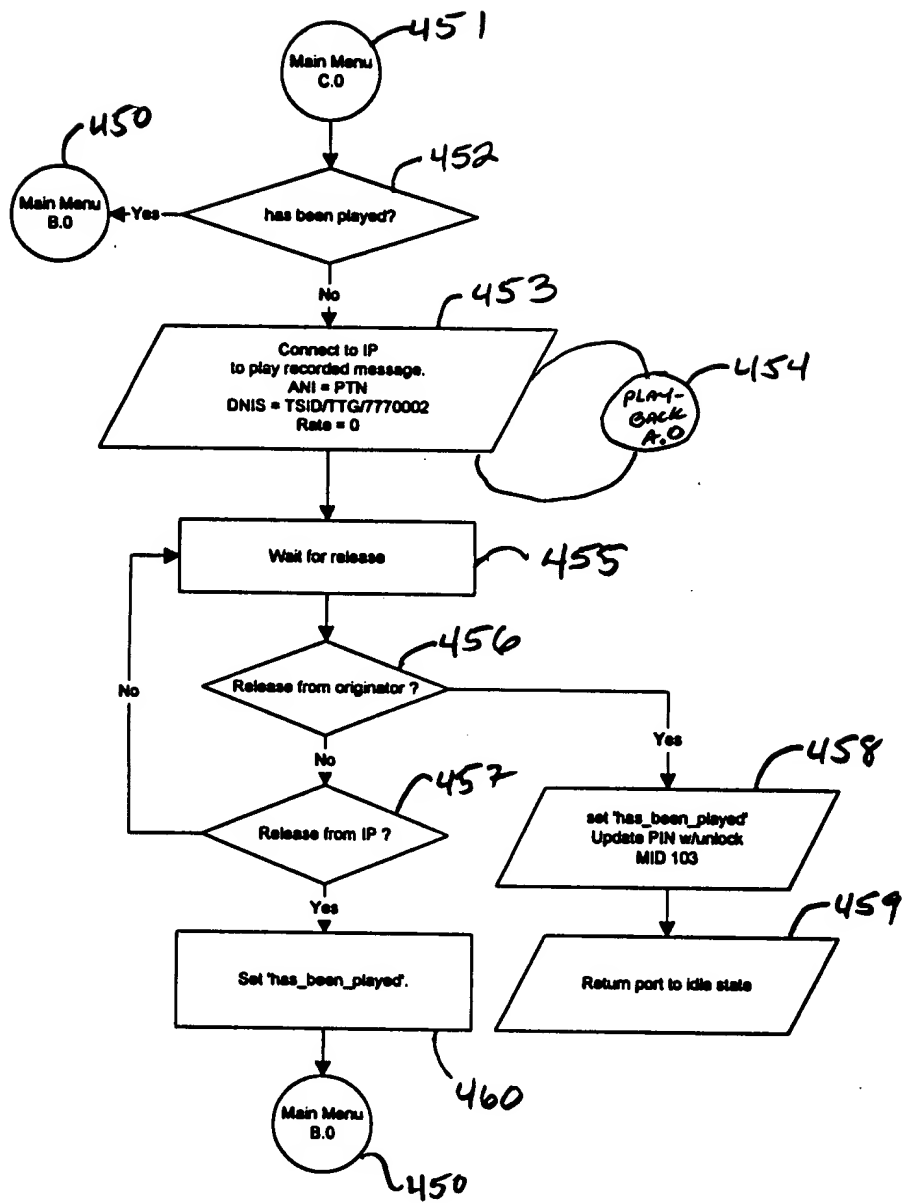 451
Main Menu
C.0
450
452
Main Menu
B.0
Yes
has been played?
No
453
Connect to IP
to play recorded message.
ANI = PTN
DNIS = TSID/TTG/7770002
Rate = 0
454
PLAY-
BACK
A.0
Wait for release
455
456
Release from originator ?
No
Yes
No
457
458
Release from IP ?
set 'has_been_played'
Update PIN w/unlock
MID 103
Yes
459
Set 'has_been_played'.
Return port to idle state
460
Main Menu
B.0
450